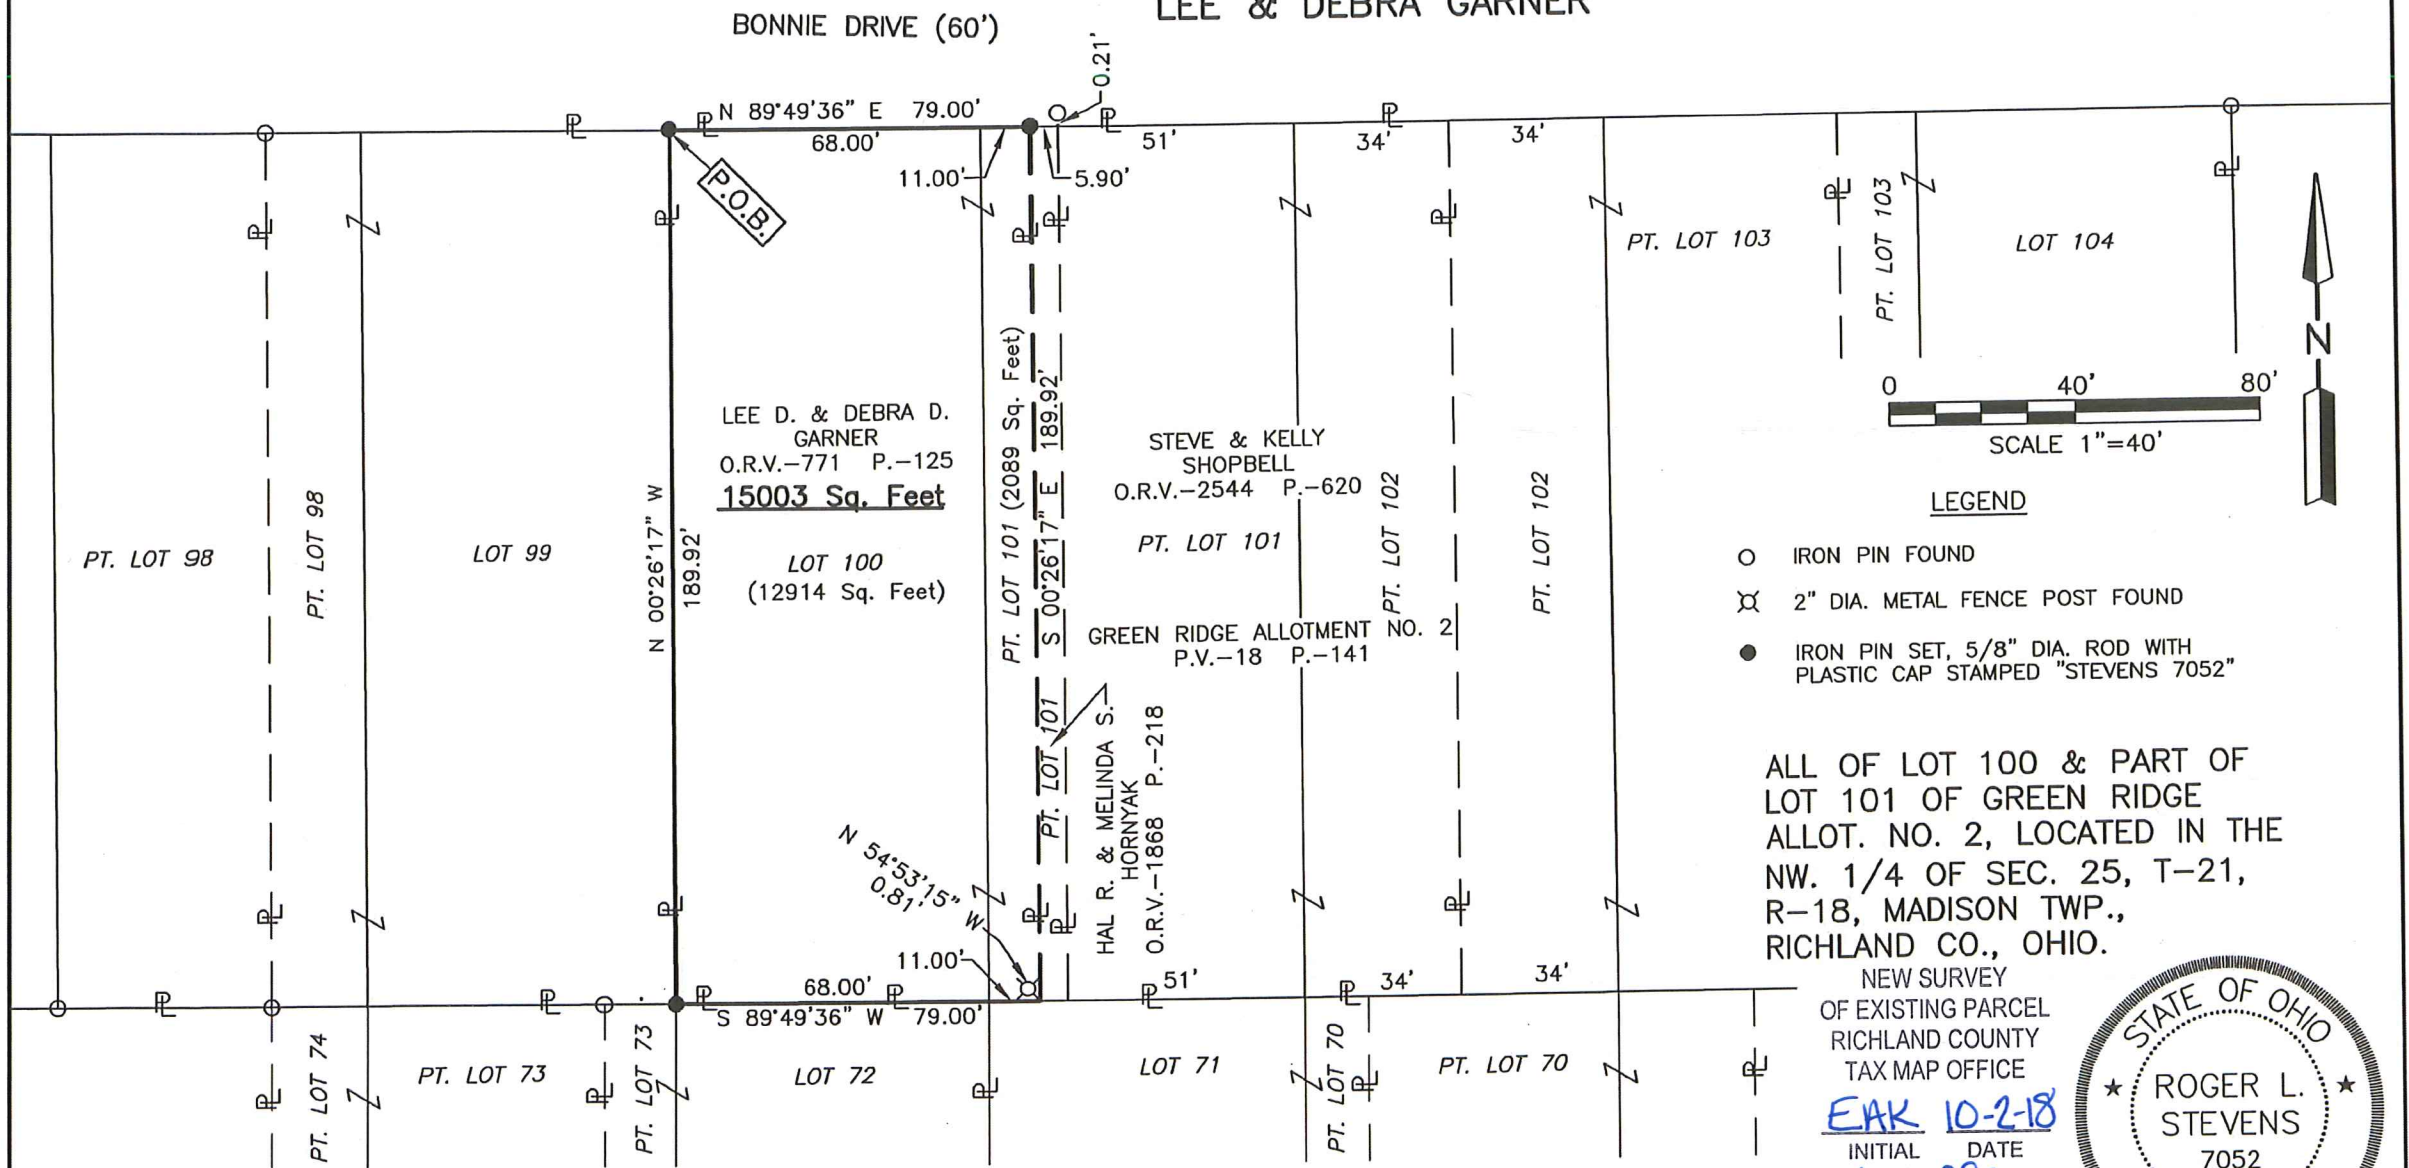 LEE & DEBRA GARNER
BONNIE DRIVE (60')
0.21'
N 89°49'36" E 79.00'
68.00'
11.00'
5.90'
51'
34'
34'
P.O.B.
PT. LOT 103
PT. LOT 103
LOT 104
N
0 40' 80'
SCALE 1"=40'
LEE D. & DEBRA D.
GARNER
O.R.V.-771 P.-125
15003 Sq. Feet
LOT 100
(12914 Sq. Feet)
N 00°26'17" W
189.92'
PT. LOT 101 (2089 Sq. Feet)
S 00°26'17" E 189.92'
STEVE & KELLY
SHOPBELL
O.R.V.-2544 P.-620
PT. LOT 101
PT. LOT 102
PT. LOT 102
PT. LOT 98
PT. LOT 98
LOT 99
GREEN RIDGE ALLOTMENT NO. 2
P.V.-18 P.-141
PT. LOT 101
HAL R. & MELINDA S.
HORNYAK
O.R.V.-1868 P.-218
N 54°53'15" W
0.81'
11.00'
68.00'
S 89°49'36" W 79.00'
51'
34'
34'
PT. LOT 74
PT. LOT 73
PT. LOT 73
LOT 72
LOT 71
PT. LOT 70
PT. LOT 70
LEGEND
IRON PIN FOUND
2" DIA. METAL FENCE POST FOUND
IRON PIN SET, 5/8" DIA. ROD WITH
PLASTIC CAP STAMPED "STEVENS 7052"
ALL OF LOT 100 & PART OF
LOT 101 OF GREEN RIDGE
ALLOT. NO. 2, LOCATED IN THE
NW. 1/4 OF SEC. 25, T-21,
R-18, MADISON TWP.,
RICHLAND CO., OHIO.
NEW SURVEY
OF EXISTING PARCEL
RICHLAND COUNTY
TAX MAP OFFICE
EAK 10-2-18
INITIAL DATE
STATE OF OHIO
ROGER L.
STEVENS
7052